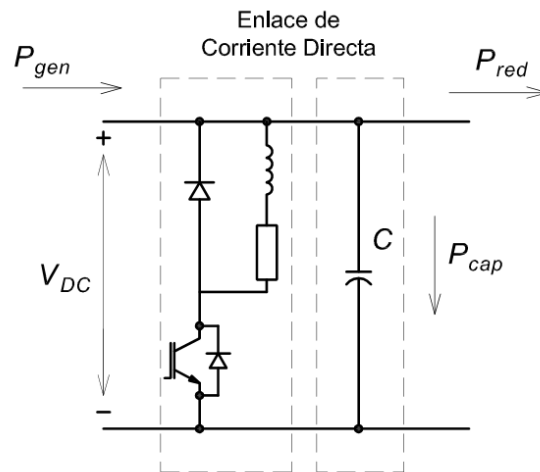 Enlace de
Corriente Directa
P_gen
P_red
+
V_DC
C
P_cap
−